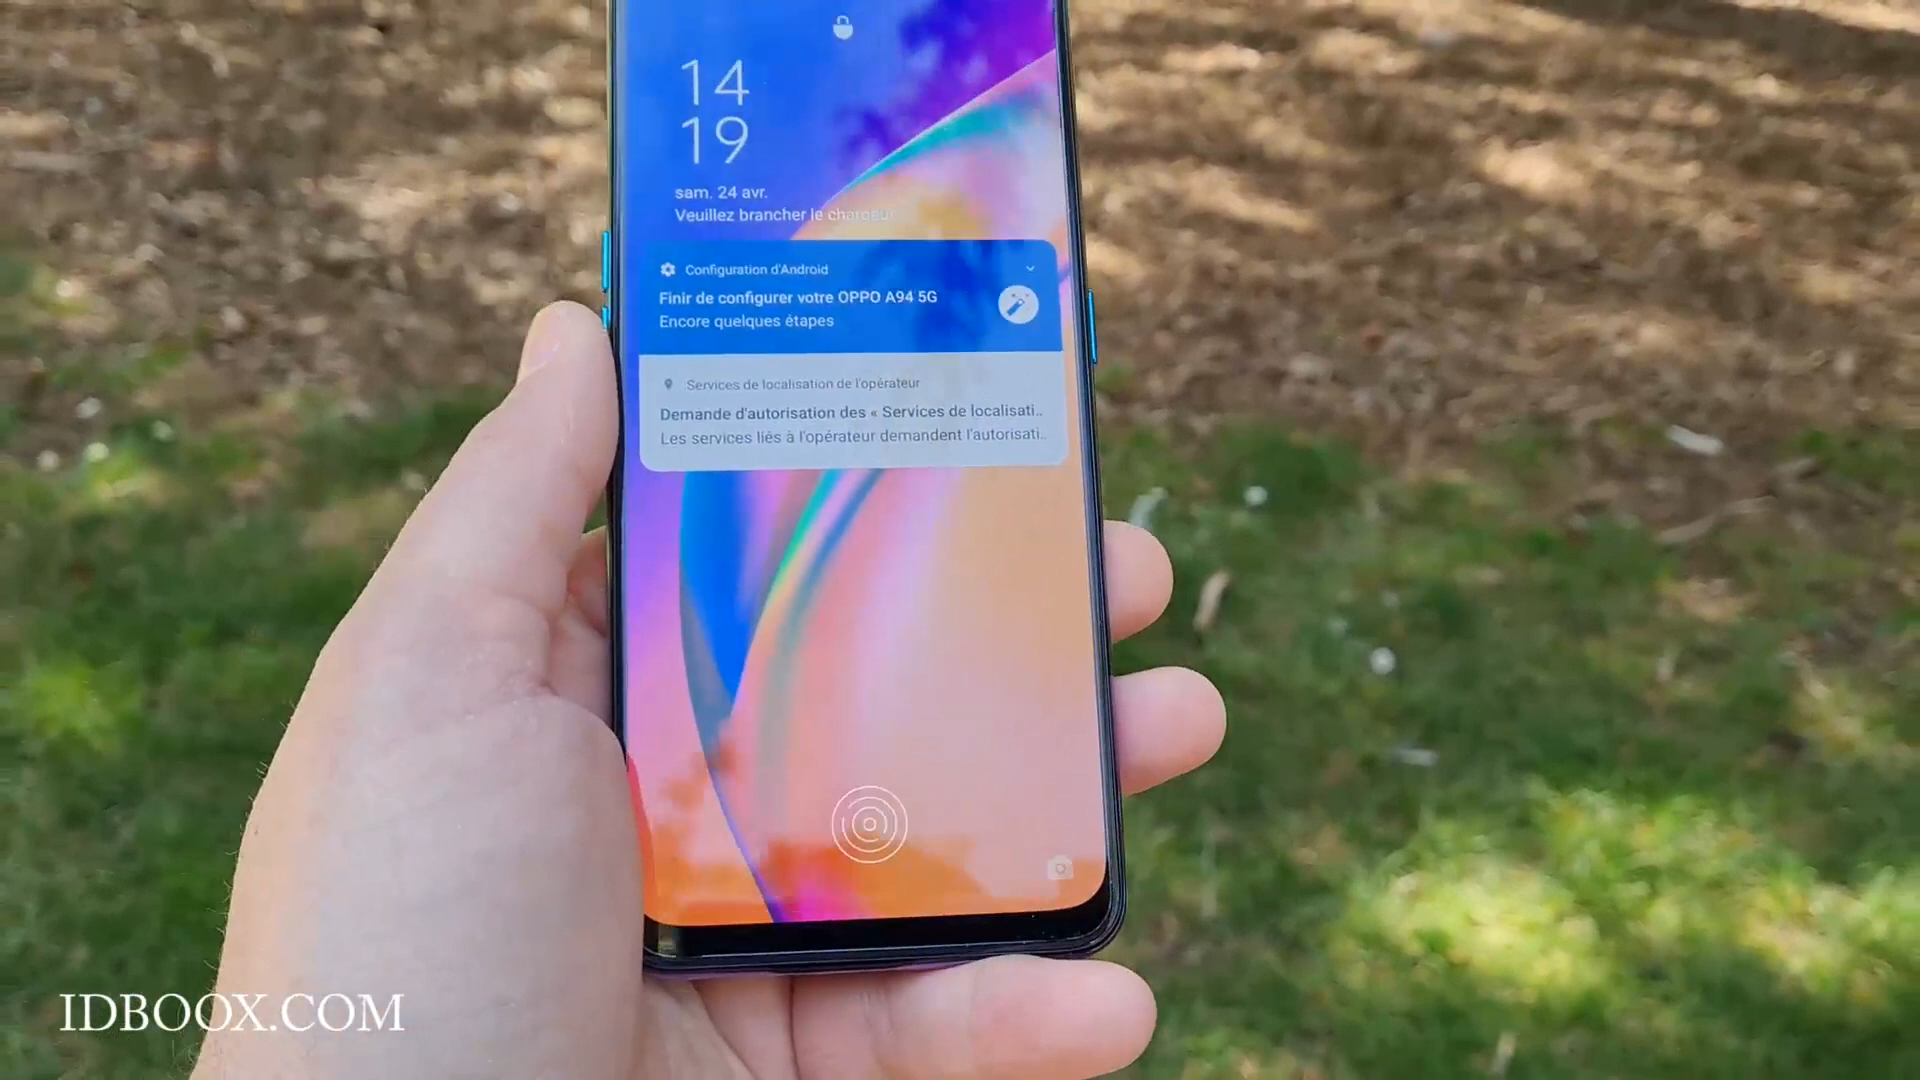 14
19
sam. 24 avr.
Veuillez brancher le chargeur
Configuration d'Android
Finir de configurer votre OPPO A94 5G
Encore quelques étapes
Services de localisation de l'opérateur
Demande d'autorisation des « Services de localisati..
Les services liés à l'opérateur demandent l'autorisati..
IDBOOX.COM